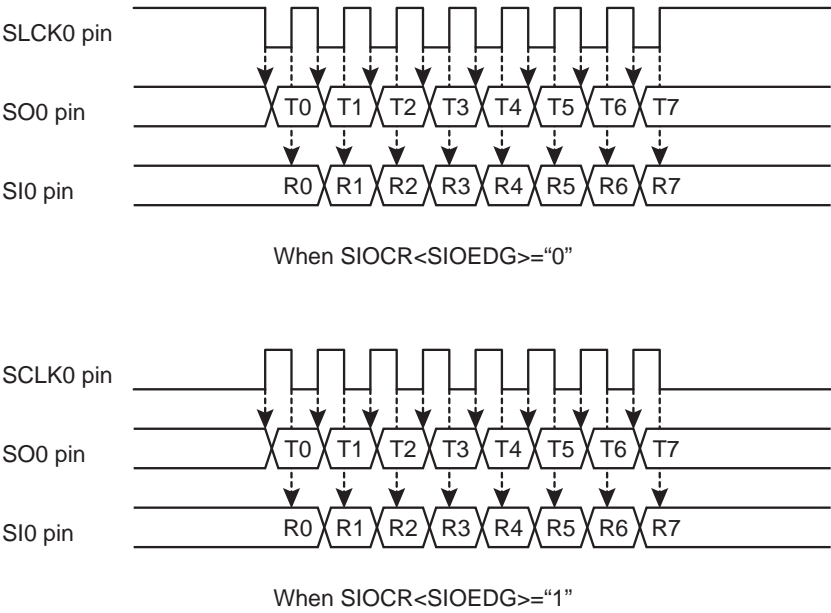 SLCK0 pin
SO0 pin T0 T1 T2 T3 T4 T5 T6 T7
SI0 pin R0 R1 R2 R3 R4 R5 R6 R7
When SIOCR<SIOEDG>=“0”
SCLK0 pin
SO0 pin T0 T1 T2 T3 T4 T5 T6 T7
SI0 pin R0 R1 R2 R3 R4 R5 R6 R7
When SIOCR<SIOEDG>=“1”